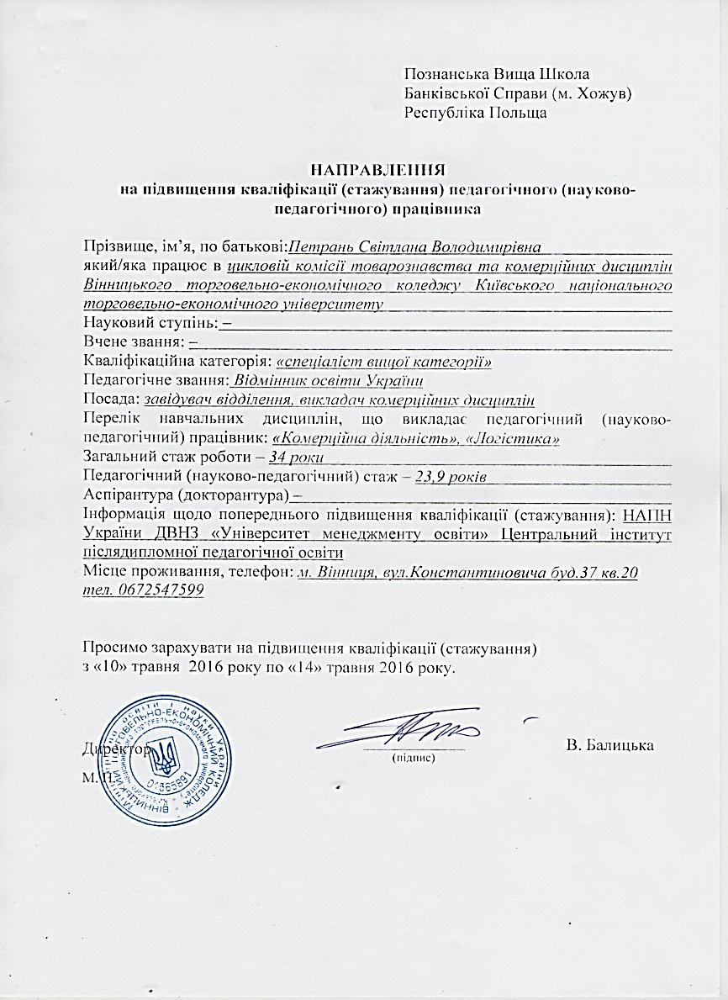 Познанська Вища Школа
Банківської Справи (м. Хожув)
Республіка Польща
НАПРАВЛЕННЯ
на підвищення кваліфікації (стажування) педагогічного (науково-
педагогічного) працівника
Прізвище, ім’я, по батькові: Петрань Світлана Володимирівна
який/яка працює в цикловій комісії товарознавства та комерційних дисциплін
Вінницького торговельно-економічного коледжу Київського національного
торговельно-економічного університету
Науковий ступінь: –
Вчене звання: –
Кваліфікаційна категорія: «спеціаліст вищої категорії»
Педагогічне звання: Відмінник освіти України
Посада: завідувач відділення, викладач комерційних дисциплін
Перелік навчальних дисциплін, що викладає педагогічний (науково-
педагогічний) працівник: «Комерційна діяльність», «Логістика»
Загальний стаж роботи – 34 роки
Педагогічний (науково-педагогічний) стаж – 23,9 років
Аспірантура (докторантура) –
Інформація щодо попереднього підвищення кваліфікації (стажування): НАПН
України ДВНЗ «Університет менеджменту освіти» Центральний інститут
післядипломної педагогічної освіти
Місце проживання, телефон: м. Вінниця, вул.Константиновича буд.37 кв.20
тел. 0672547599
Просимо зарахувати на підвищення кваліфікації (стажування)
з «10» травня 2016 року по «14» травня 2016 року.
Директор
(підпис)
В. Балицька
М. П.
ВІННИЦЬКИЙ ТОРГОВЕЛЬНО-ЕКОНОМІЧНИЙ КОЛЕДЖ
01565891